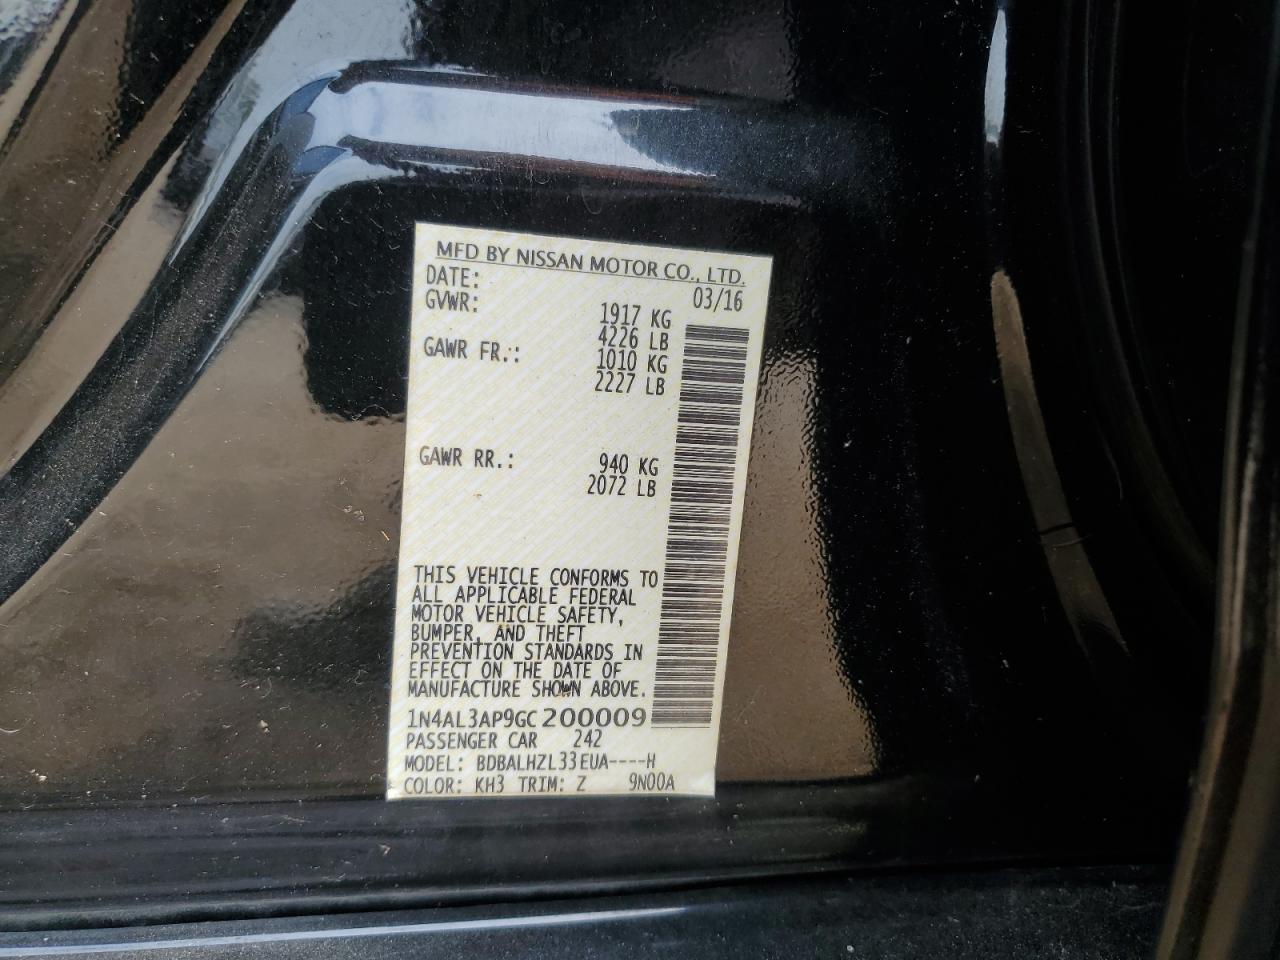 MFD BY NISSAN MOTOR CO., LTD.
DATE: 03/16
GVWR: 1917 KG
4226 LB
GAWR FR.: 1010 KG
2227 LB
GAWR RR.: 940 KG
2072 LB
THIS VEHICLE CONFORMS TO
ALL APPLICABLE FEDERAL
MOTOR VEHICLE SAFETY,
BUMPER, AND THEFT
PREVENTION STANDARDS IN
EFFECT ON THE DATE OF
MANUFACTURE SHOWN ABOVE.
1N4AL3AP9GC200009
PASSENGER CAR 242
MODEL: BDBALHZL33EUA----H
COLOR: KH3 TRIM: Z 9N00A